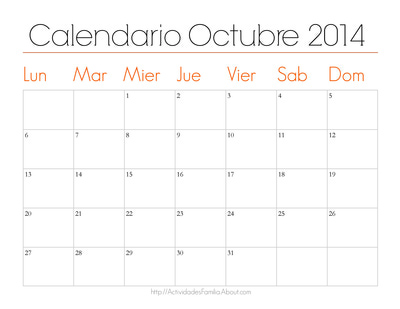 Calendario Octubre 2014
Lun Mar Mier Jue Vier Sab Dom
1 2 3 4 5
6 7 8 9 10 11 12
13 14 15 16 17 18 19
20 21 22 23 24 25 26
27 28 29 30 31
http://ActividadesFamilia.About.com